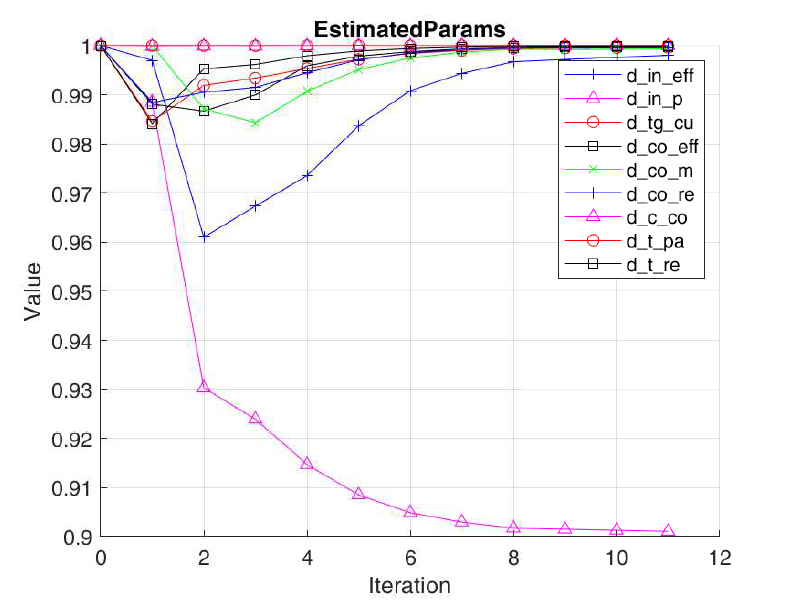 EstimatedParams
1
0.99
0.98
0.97
0.96
0.95
0.94
0.93
0.92
0.91
0.9
Value
0
2
4
6
8
10
12
Iteration
d_in_eff
d_in_p
d_tg_cu
d_co_eff
d_co_m
d_co_re
d_c_co
d_t_pa
d_t_re